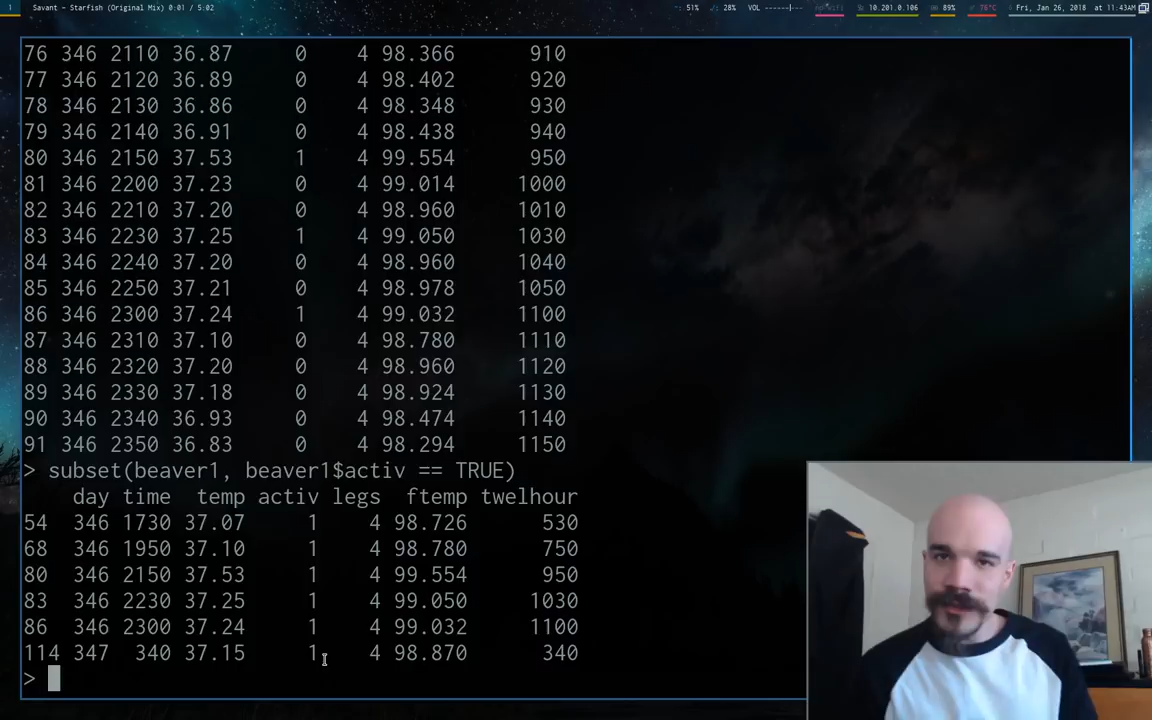 1 Savant - Starfish (Original Mix) 0:01 / 5:02 51% 28% VOL 10.201.0.106 89% 76°C Fri, Jan 26, 2018 at 11:43AM
76 346 2110 36.87 0 4 98.366 910
77 346 2120 36.89 0 4 98.402 920
78 346 2130 36.86 0 4 98.348 930
79 346 2140 36.91 0 4 98.438 940
80 346 2150 37.53 1 4 99.554 950
81 346 2200 37.23 0 4 99.014 1000
82 346 2210 37.20 0 4 98.960 1010
83 346 2230 37.25 1 4 99.050 1030
84 346 2240 37.20 0 4 98.960 1040
85 346 2250 37.21 0 4 98.978 1050
86 346 2300 37.24 1 4 99.032 1100
87 346 2310 37.10 0 4 98.780 1110
88 346 2320 37.20 0 4 98.960 1120
89 346 2330 37.18 0 4 98.924 1130
90 346 2340 36.93 0 4 98.474 1140
91 346 2350 36.83 0 4 98.294 1150
> subset(beaver1, beaver1$activ == TRUE)
day time temp activ legs ftemp twelhour
54 346 1730 37.07 1 4 98.726 530
68 346 1950 37.10 1 4 98.780 750
80 346 2150 37.53 1 4 99.554 950
83 346 2230 37.25 1 4 99.050 1030
86 346 2300 37.24 1 4 99.032 1100
114 347 340 37.15 1 4 98.870 340
>